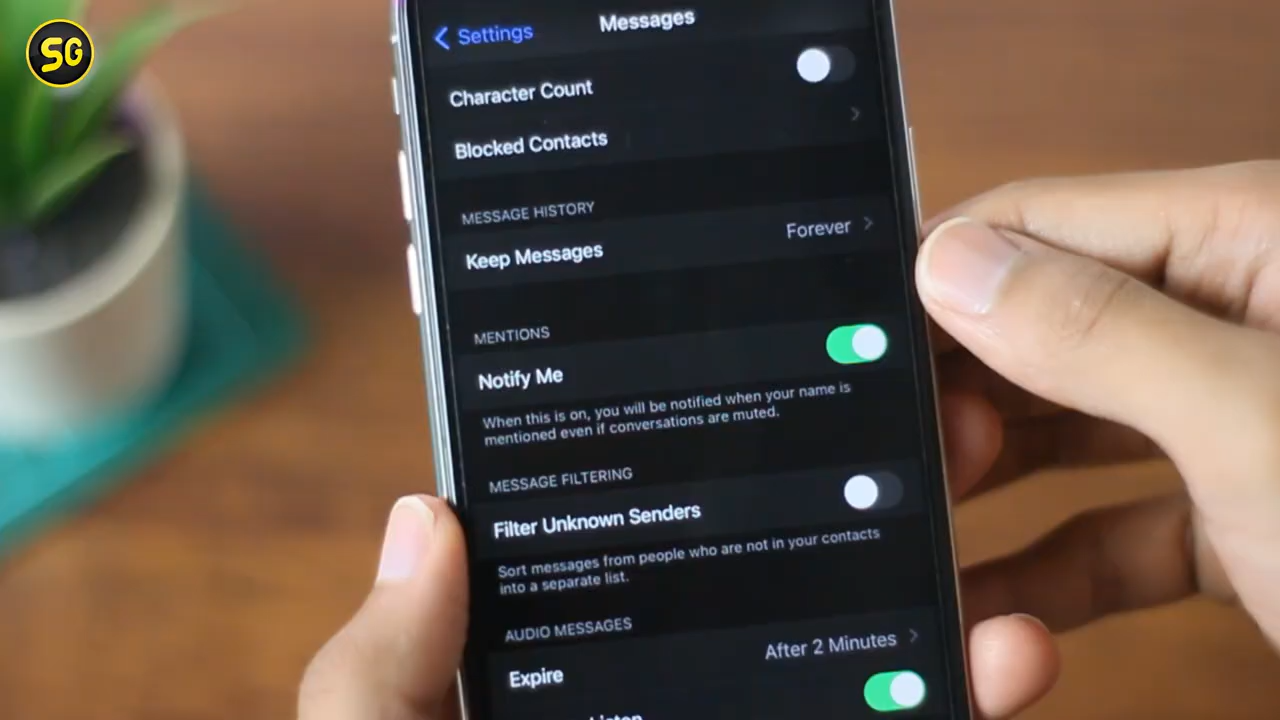 SG
Settings
Messages
Character Count
Blocked Contacts
MESSAGE HISTORY
Keep Messages
Forever
MENTIONS
Notify Me
When this is on, you will be notified when your name is
mentioned even if conversations are muted.
MESSAGE FILTERING
Filter Unknown Senders
Sort messages from people who are not in your contacts
into a separate list.
AUDIO MESSAGES
Expire
After 2 Minutes